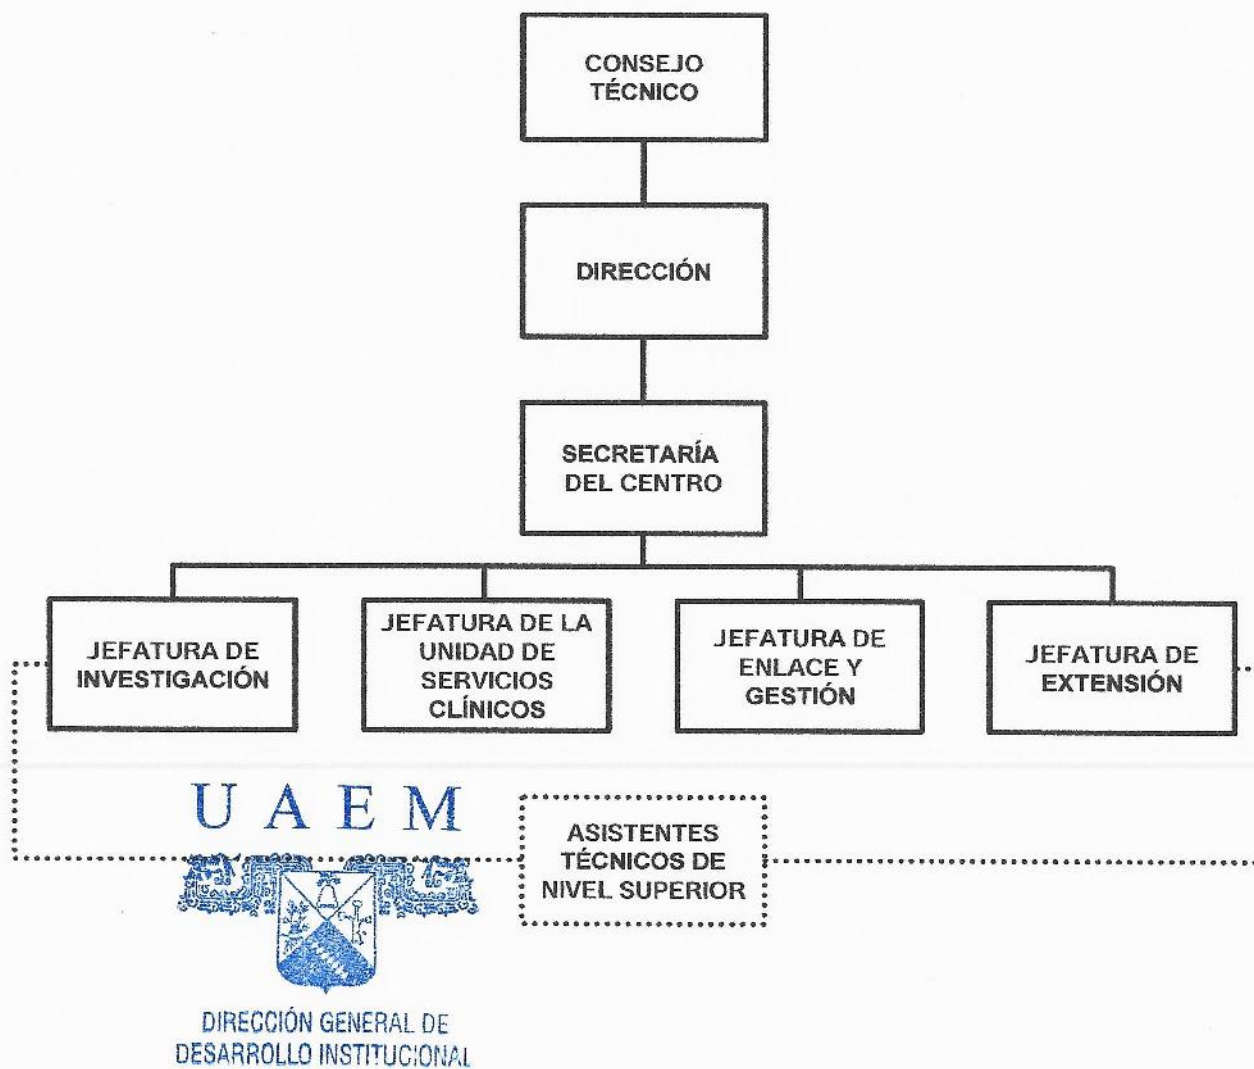 CONSEJO
TÉCNICO
DIRECCIÓN
SECRETARÍA
DEL CENTRO
JEFATURA DE
INVESTIGACIÓN
JEFATURA DE LA
UNIDAD DE
SERVICIOS
CLÍNICOS
JEFATURA DE
ENLACE Y
GESTIÓN
JEFATURA DE
EXTENSIÓN
ASISTENTES
TÉCNICOS DE
NIVEL SUPERIOR
UAEM
DIRECCIÓN GENERAL DE
DESARROLLO INSTITUCIONAL